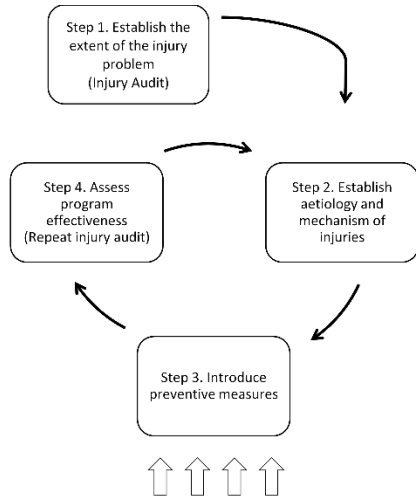 Step 1. Establish the
extent of the injury
problem
(Injury Audit)
Step 4. Assess
program
effectiveness
(Repeat injury audit)
Step 2. Establish
aetiology and
mechanism of
injuries
Step 3. Introduce
preventive measures